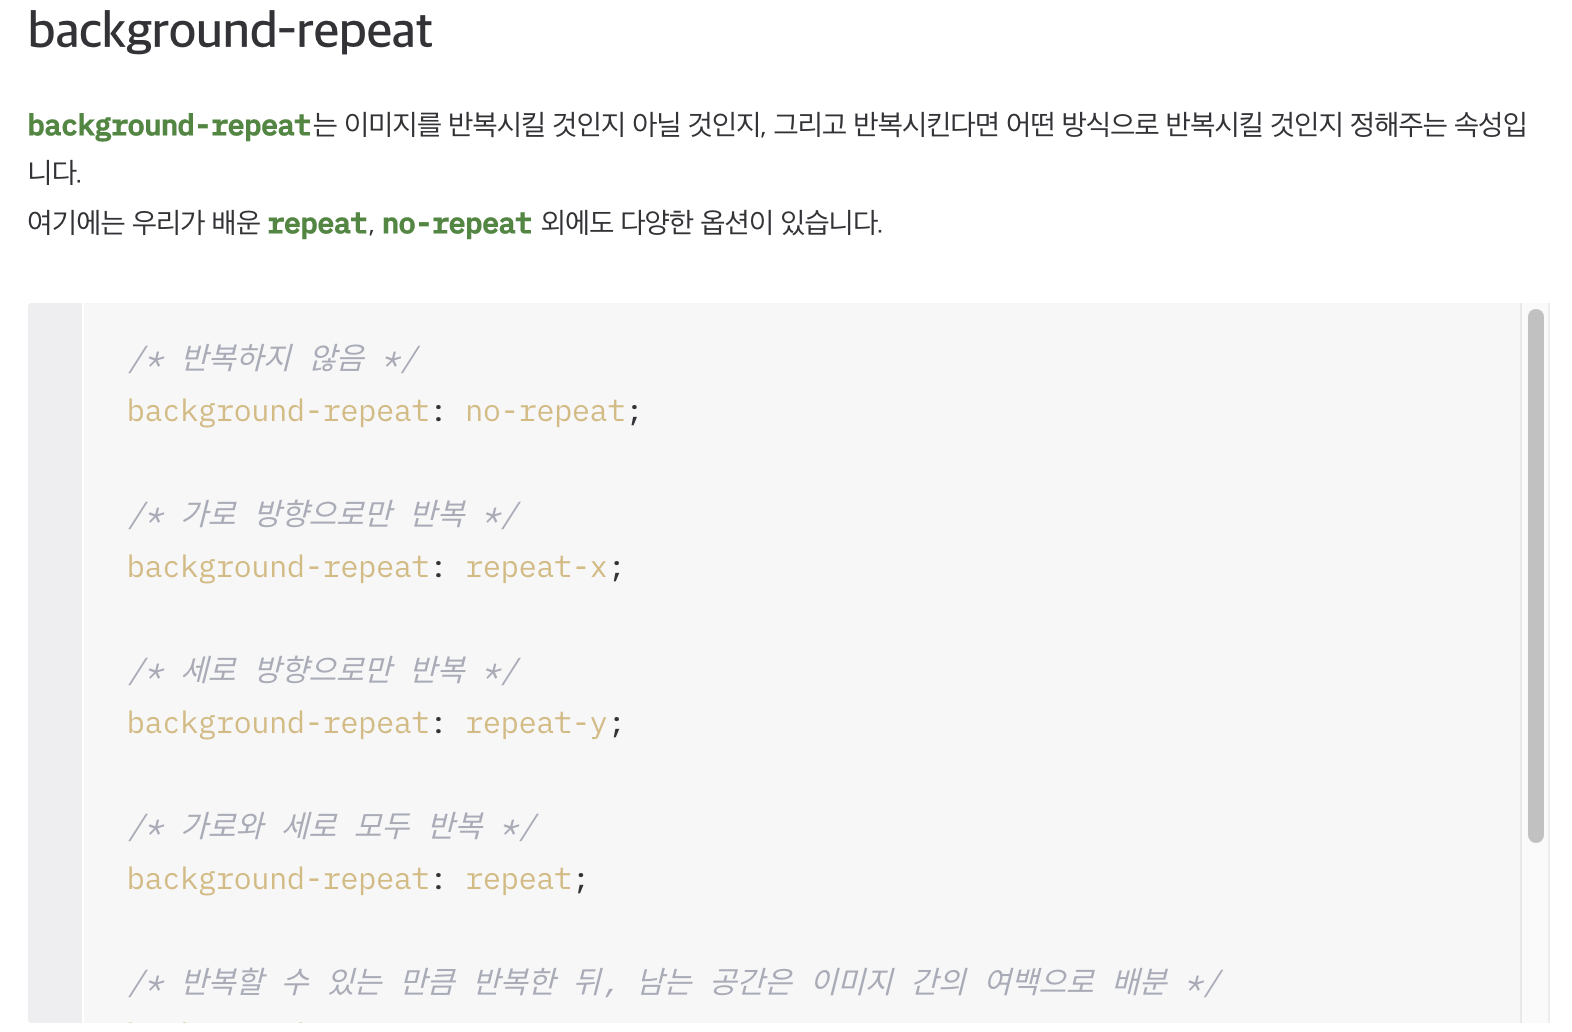 background-repeat
background-repeat는 이미지를 반복시킬 것인지 아닐 것인지, 그리고 반복시킨다면 어떤 방식으로 반복시킬 것인지 정해주는 속성입
니다.
여기에는 우리가 배운 repeat, no-repeat 외에도 다양한 옵션이 있습니다.
/* 반복하지 않음 */
background-repeat: no-repeat;
/* 가로 방향으로만 반복 */
background-repeat: repeat-x;
/* 세로 방향으로만 반복 */
background-repeat: repeat-y;
/* 가로와 세로 모두 반복 */
background-repeat: repeat;
/* 반복할 수 있는 만큼 반복한 뒤, 남는 공간은 이미지 간의 여백으로 배분 */